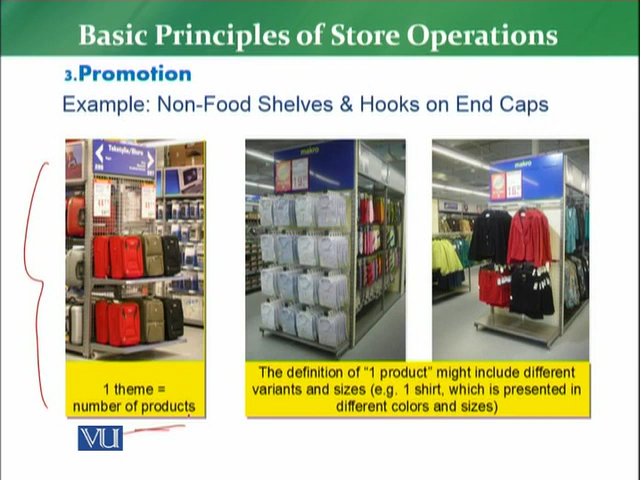 Basic Principles of Store Operations
3.Promotion
Example: Non-Food Shelves & Hooks on End Caps
makro
makro
1 theme =
number of products
The definition of “1 product” might include different
variants and sizes (e.g. 1 shirt, which is presented in
different colors and sizes)
VU